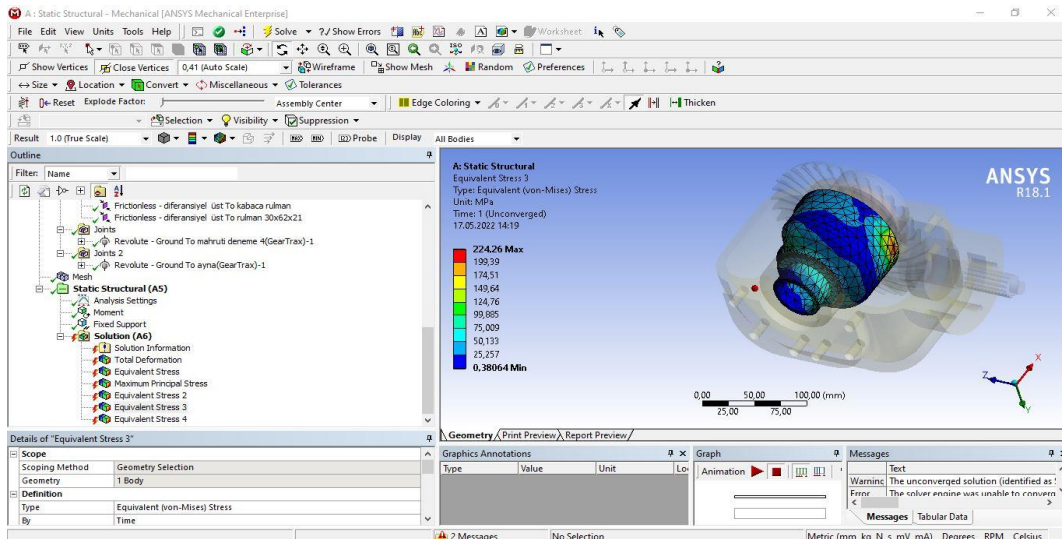 A : Static Structural - Mechanical [ANSYS Mechanical Enterprise]
File Edit View Units Tools Help Solve ?/ Show Errors Worksheet
Show Vertices Close Vertices 0,41 (Auto Scale) Wireframe Show Mesh Random Preferences
Size Location Convert Miscellaneous Tolerances
Reset Explode Factor: Assembly Center Edge Coloring Thicken
Selection Visibility Suppression
Result 1.0 (True Scale) Probe Display All Bodies
Outline
Filter: Name
Frictionless - diferansiyel üst To kabaca rulman
Frictionless - diferansiyel üst To rulman 30x62x21
Joints
Revolute - Ground To mahruti deneme 4(GearTrax)-1
Joints 2
Revolute - Ground To ayna(GearTrax)-1
Mesh
Static Structural (A5)
Analysis Settings
Moment
Fixed Support
Solution (A6)
Solution Information
Total Deformation
Equivalent Stress
Maximum Principal Stress
Equivalent Stress 2
Equivalent Stress 3
Equivalent Stress 4
Details of "Equivalent Stress 3"
Scope
Scoping Method Geometry Selection
Geometry 1 Body
Definition
Type Equivalent (von-Mises) Stress
By Time
A: Static Structural
Equivalent Stress 3
Type: Equivalent (von-Mises) Stress
Unit: MPa
Time: 1 (Unconverged)
17.05.2022 14:19
224,26 Max
199,39
174,51
149,64
124,76
99,885
75,009
50,133
25,257
0,38064 Min
ANSYS
R18.1
0,00 50,00 100,00 (mm)
25,00 75,00
X
Y
Z
Geometry Print Preview Report Preview
Graphics Annotations
Type Value Unit
Graph
Animation
Messages
Text
The unconverged solution (identified as
Error The solver engine was unable to
Messages Tabular Data
2 Messages No Selection Metric (mm, kg, N, s, mV, mA) Degrees RPM Celsius